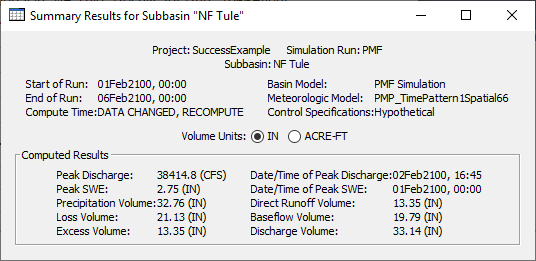 Summary Results for Subbasin "NF Tule"
Project: SuccessExample Simulation Run: PMF
Subbasin: NF Tule
Start of Run: 01Feb2100, 00:00 Basin Model: PMF Simulation
End of Run: 06Feb2100, 00:00 Meteorologic Model: PMP_TimePattern1Spatial66
Compute Time:DATA CHANGED, RECOMPUTE Control Specifications:Hypothetical
Volume Units: IN ACRE-FT
Computed Results
Peak Discharge: 38414.8 (CFS) Date/Time of Peak Discharge:02Feb2100, 16:45
Peak SWE: 2.75 (IN) Date/Time of Peak SWE: 01Feb2100, 00:00
Precipitation Volume:32.76 (IN) Direct Runoff Volume: 13.35 (IN)
Loss Volume: 21.13 (IN) Baseflow Volume: 19.79 (IN)
Excess Volume: 13.35 (IN) Discharge Volume: 33.14 (IN)